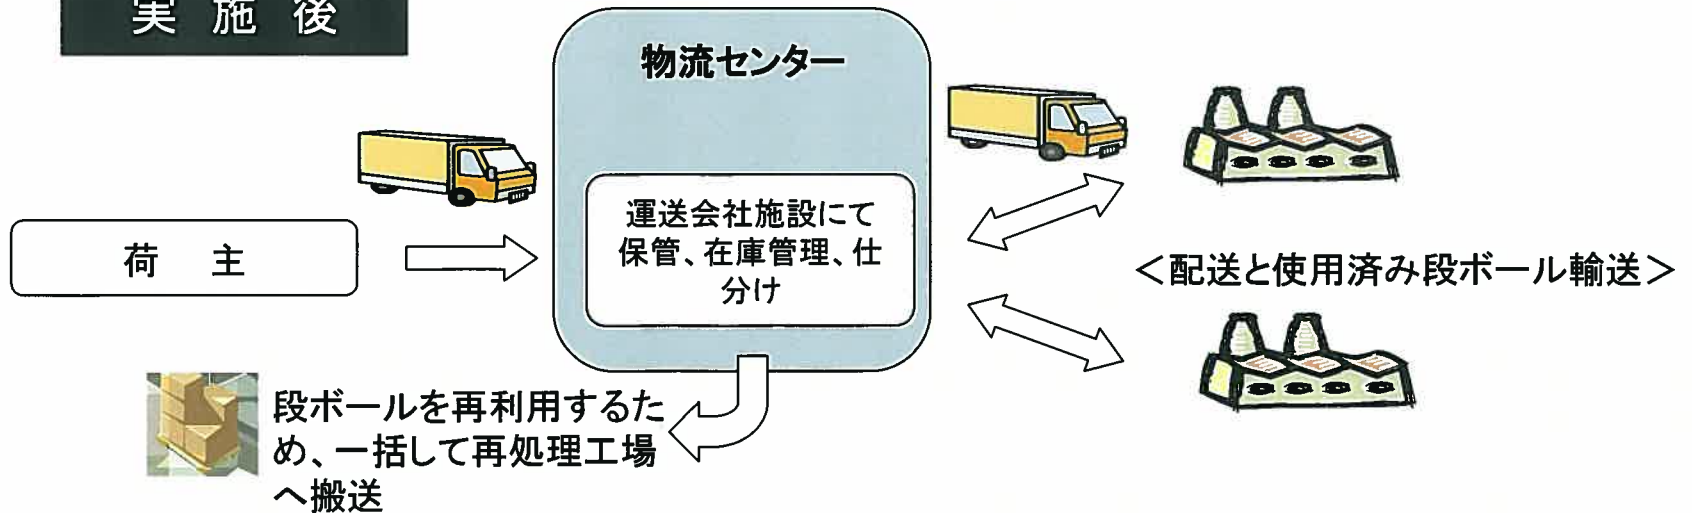 実 施 後
物流センター
運送会社施設にて
保管、在庫管理、仕
分け
荷 主
＜配送と使用済み段ボール輸送＞
段ボールを再利用するた
め、一括して再処理工場
へ搬送